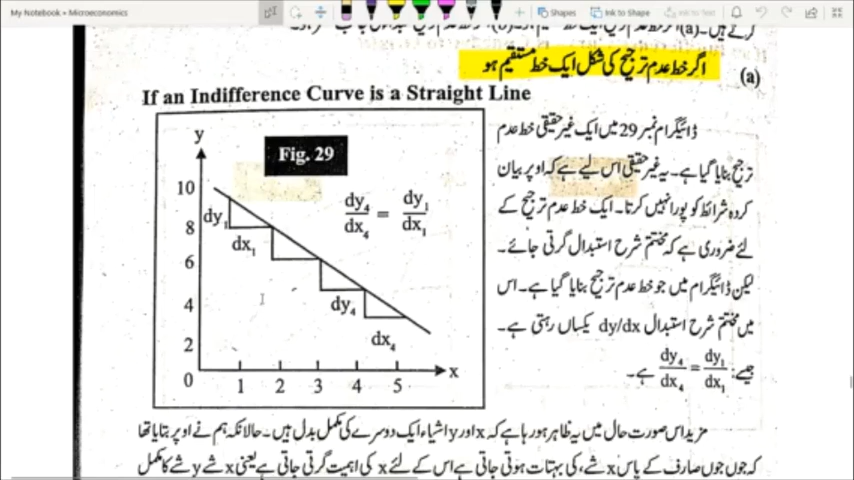 My Notebook » Microeconomics
Shapes
Ink to Shape
Ink to Text
(a)
اگر خط عدم ترجیح کی شکل ایک خط مستقیم ہو
If an Indifference Curve is a Straight Line
y
Fig. 29
10
8
6
4
2
0
1
2
3
4
5
x
dy₁
dx₁
dy₄
dx₄
dy₄/dx₄ = dy₁/dx₁
ڈائیگرام نمبر 29 میں ایک غیر حقیقی خط عدم
ترجیح بنایا گیا ہے۔ یہ غیر حقیقی اس لیے ہے کہ اوپر بیان
کردہ شرائط کو پورا نہیں کرتا۔ ایک خط عدم ترجیح کے
لئے ضروری ہے کہ مختتم شرح استبدال گرتی جائے۔
لیکن ڈائیگرام میں جو خط عدم ترجیح بنایا گیا ہے۔ اس
میں مختتم شرح استبدال dy/dx یکساں رہتی ہے۔
جیسے: dy₄/dx₄ = dy₁/dx₁ ہے۔
مزید اس صورت حال میں یہ ظاہر ہو رہا ہے کہ x اور y اشیاء ایک دوسرے کی مکمل بدل ہیں۔ حالانکہ ہم نے اوپر بتایا تھا
کہ جوں جوں صارف کے پاس x شے، کی بہتات ہوتی جاتی ہے اس کے لئے x کی اہمیت گرتی جاتی ہے یعنی x شے y شے کا مکمل